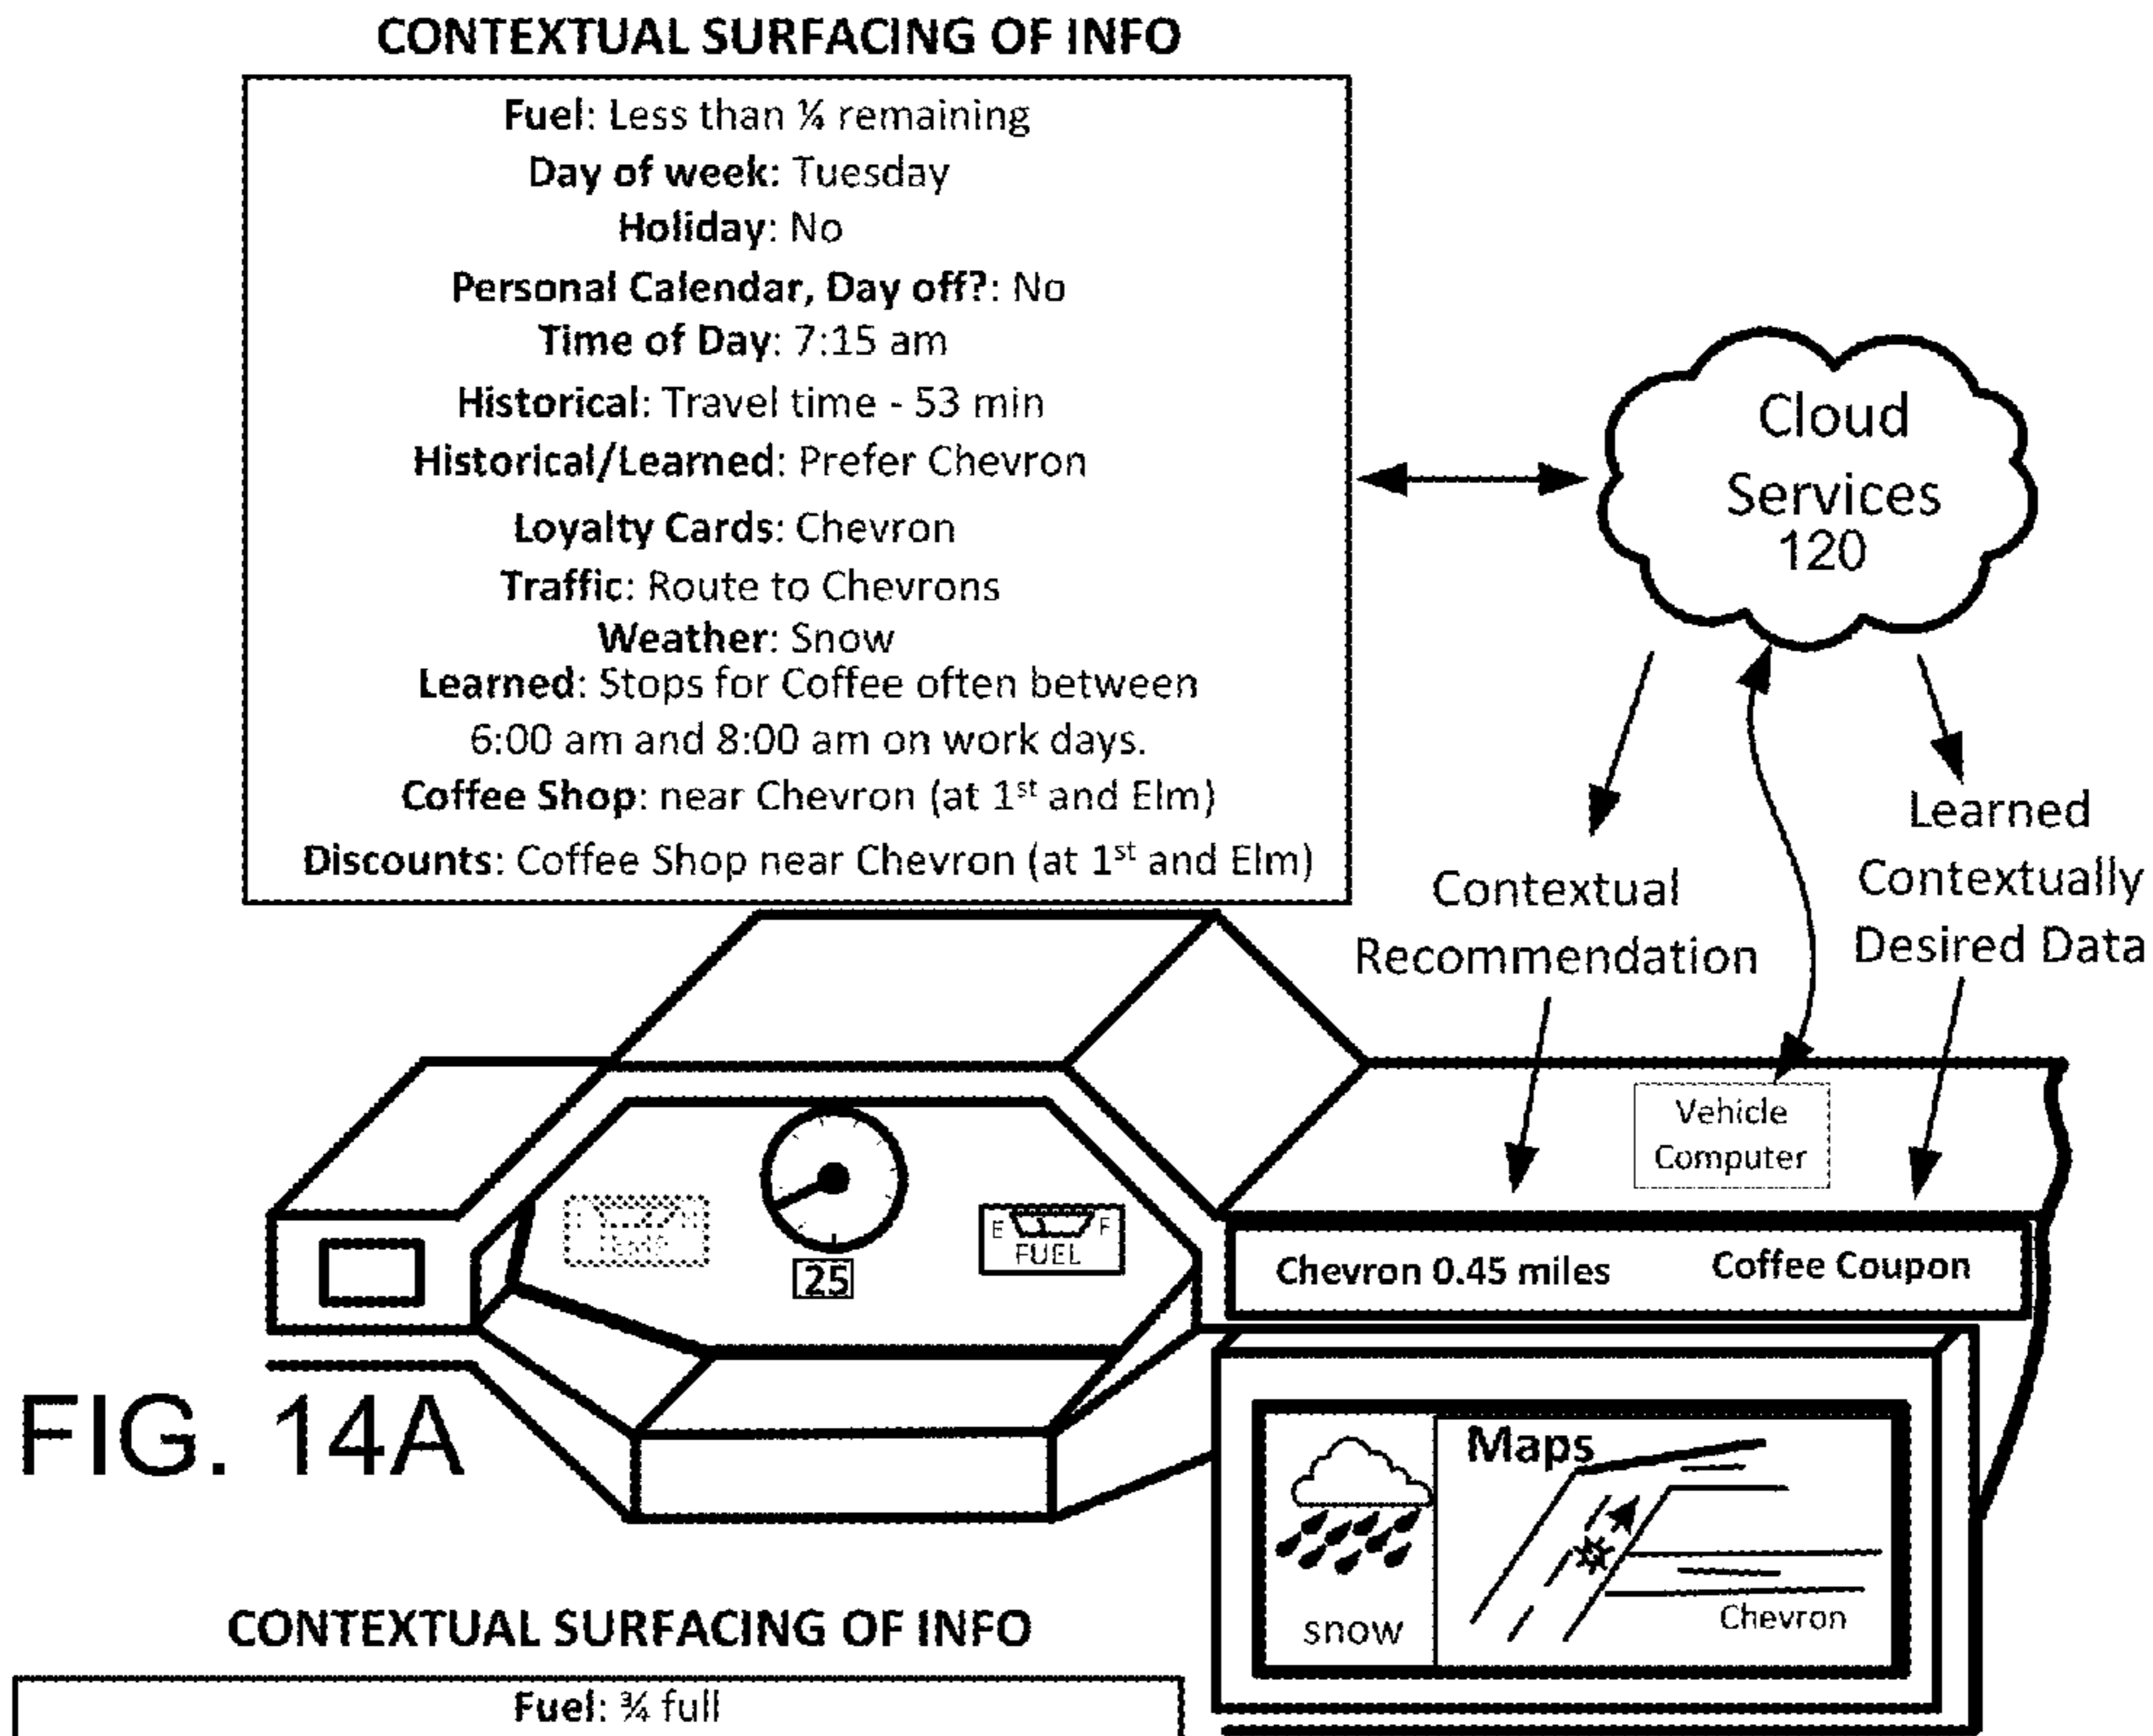 CONTEXTUAL SURFACING OF INFO
Fuel: Less than ¼ remaining
Day of week: Tuesday
Holiday: No
Personal Calendar, Day off?: No
Time of Day: 7:15 am
Historical: Travel time - 53 min
Historical/Learned: Prefer Chevron
Loyalty Cards: Chevron
Traffic: Route to Chevrons
Weather: Snow
Learned: Stops for Coffee often between
6:00 am and 8:00 am on work days.
Coffee Shop: near Chevron (at 1st and Elm)
Discounts: Coffee Shop near Chevron (at 1st and Elm)
Cloud
Services
120
Contextual
Recommendation
Learned
Contextually
Desired Data
Vehicle
Computer
E F
FUEL
25
Chevron 0.45 miles
Coffee Coupon
FIG. 14A
Maps
snow
Chevron
CONTEXTUAL SURFACING OF INFO
Fuel: ¾ full